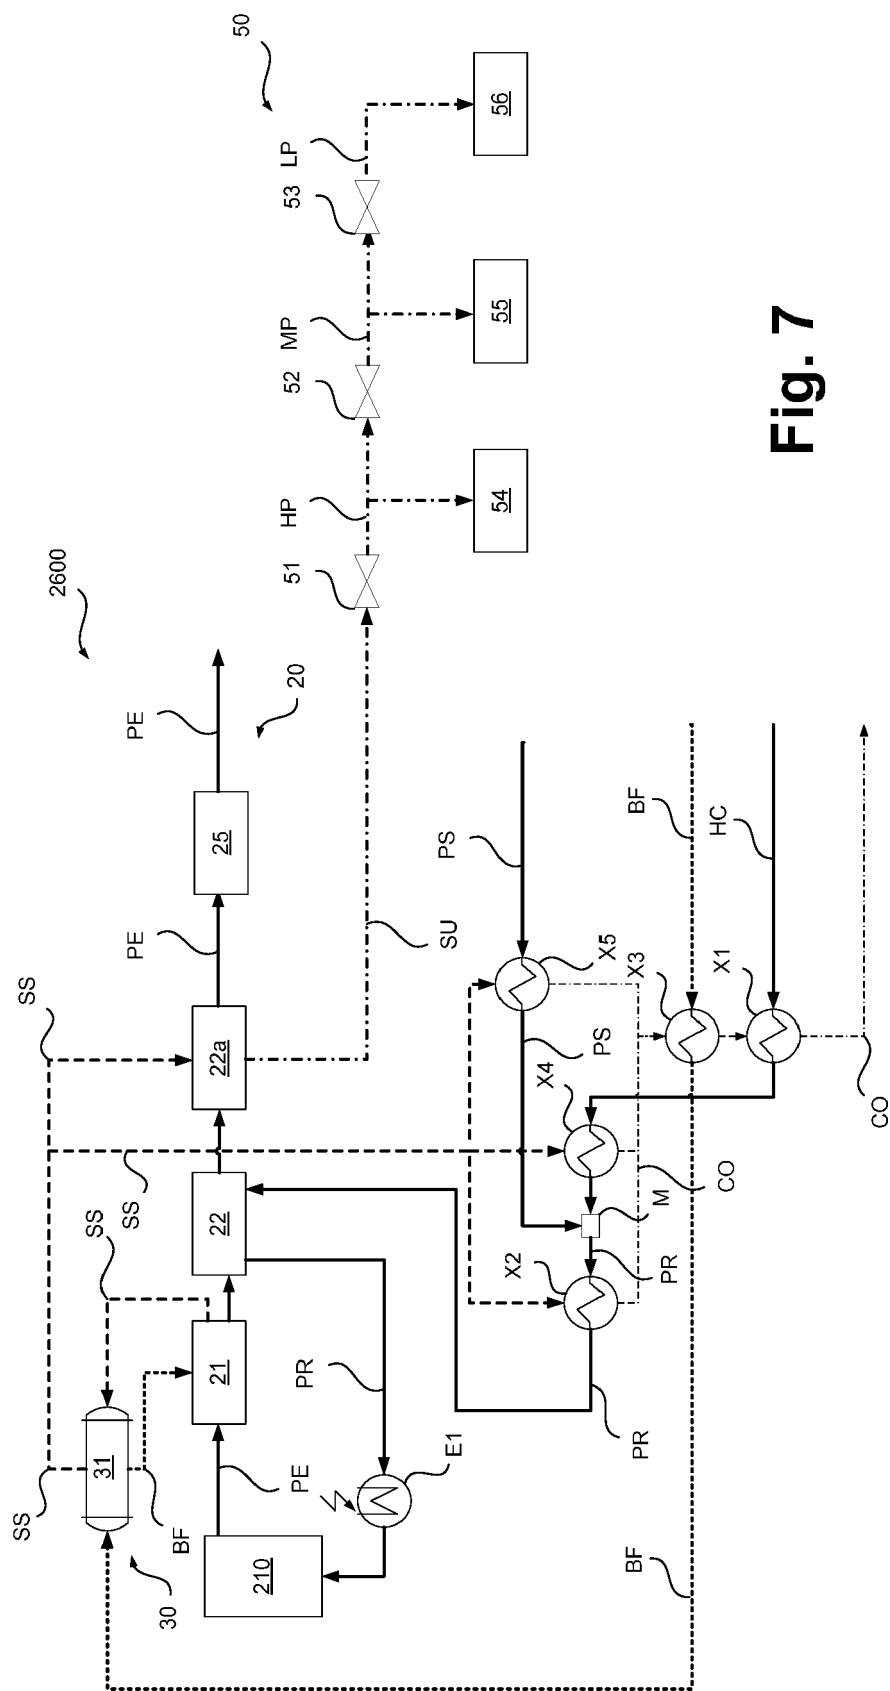 50
2600
PE
20
LP
53
56
MP
52
55
HP
51
54
25
PE
SU
SS
22a
SS
22
SS
21
SS
31
BF
30
PE
210
PR
E1
PS
X5
PS
BF
X3
HC
X1
X4
CO
CO
M
X2
PR
PR
BF
Fig. 7